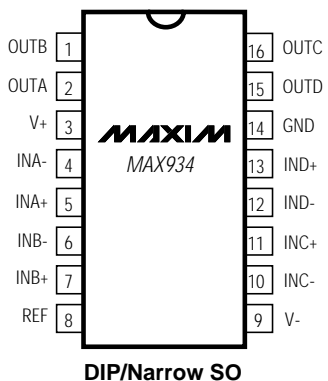 OUTB 1 16 OUTC
OUTA 2 15 OUTD
V+ 3 14 GND
MAXIM
INA- 4 MAX934 13 IND+
INA+ 5 12 IND-
INB- 6 11 INC+
INB+ 7 10 INC-
REF 8 9 V-
DIP/Narrow SO